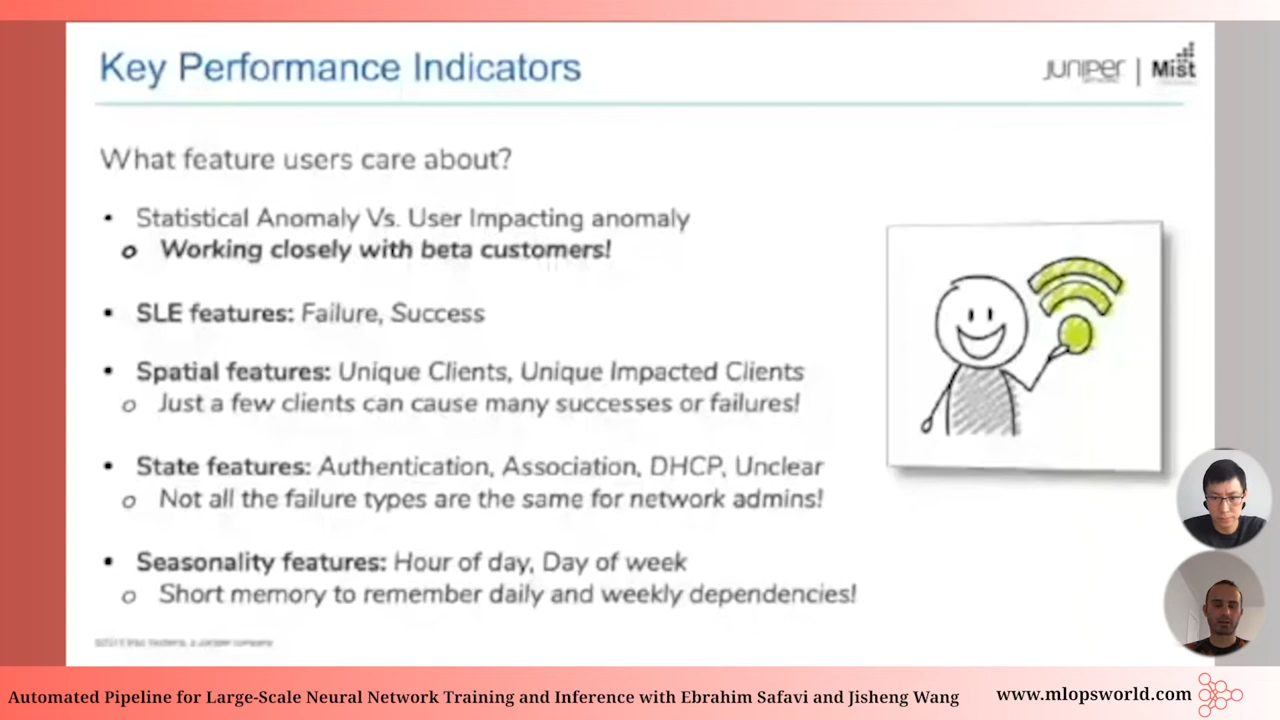 Key Performance Indicators
Juniper | Mist
What feature users care about?
• Statistical Anomaly Vs. User Impacting anomaly
o Working closely with beta customers!
• SLE features: Failure, Success
• Spatial features: Unique Clients, Unique Impacted Clients
o Just a few clients can cause many successes or failures!
• State features: Authentication, Association, DHCP, Unclear
o Not all the failure types are the same for network admins!
• Seasonality features: Hour of day, Day of week
o Short memory to remember daily and weekly dependencies!
Mist Systems, a Juniper company
Automated Pipeline for Large-Scale Neural Network Training and Inference with Ebrahim Safavi and Jisheng Wang
www.mlopsworld.com